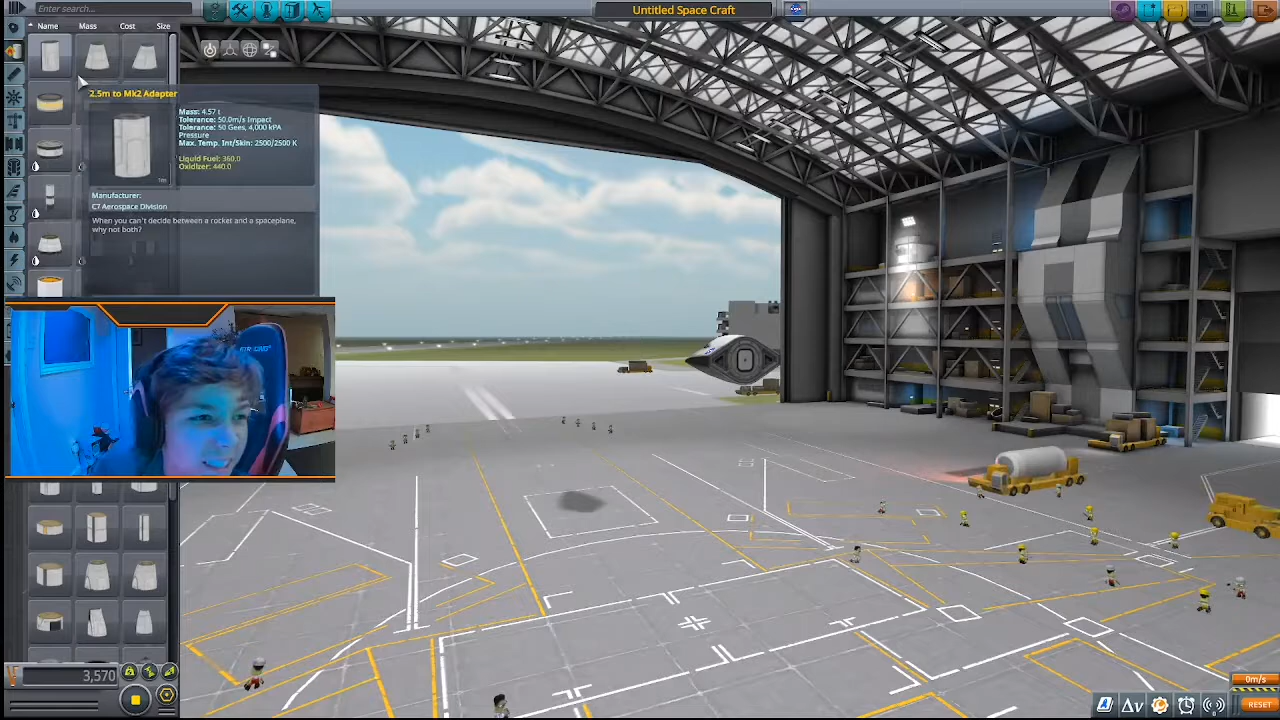 Enter search...
Untitled Space Craft
Name Mass Cost Size
2.5m to Mk2 Adapter
Mass: 4.57 t
Tolerance: 50.0m/s Impact
Tolerance: 50 Gees, 4,000 kPa
Pressure
Max. Temp. Int/Skin: 2500/2500 K
Liquid Fuel: 360.0
Oxidizer: 440.0
Manufacturer:
C7 Aerospace Division
When you can't decide between a rocket and a spaceplane,
why not both?
3,570
Δv
0m/s
RESET